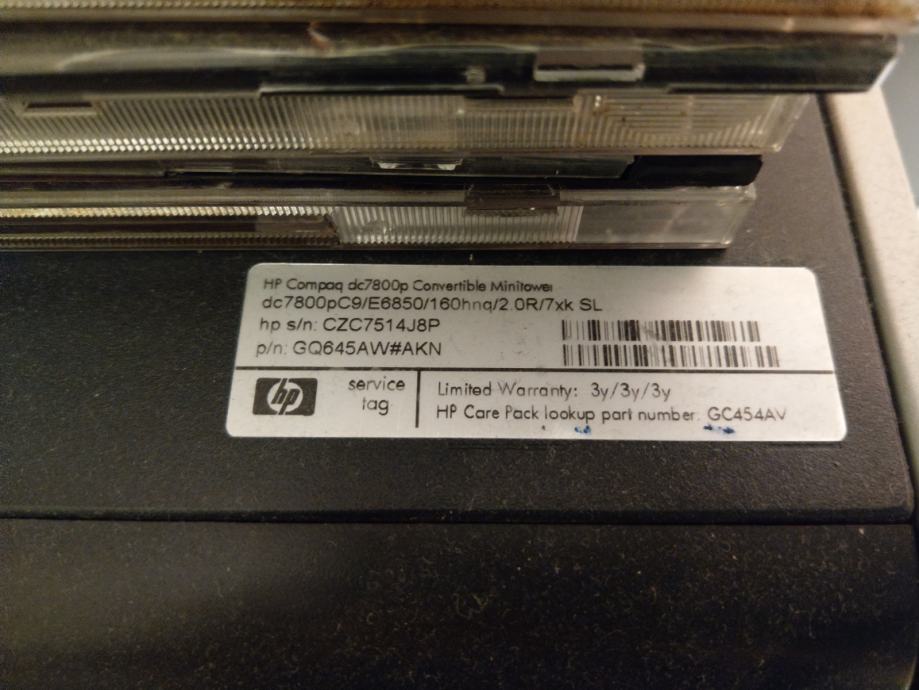 HP Compaq dc7800p Convertible Minitower
dc7800pC9/E6850/160hnq/2.0R/7xk SL
hp s/n: CZC7514J8P
p/n: GQ645AW#AKN
hp
service
tag
Limited Warranty: 3y/3y/3y
HP Care Pack lookup part number: GC454AV